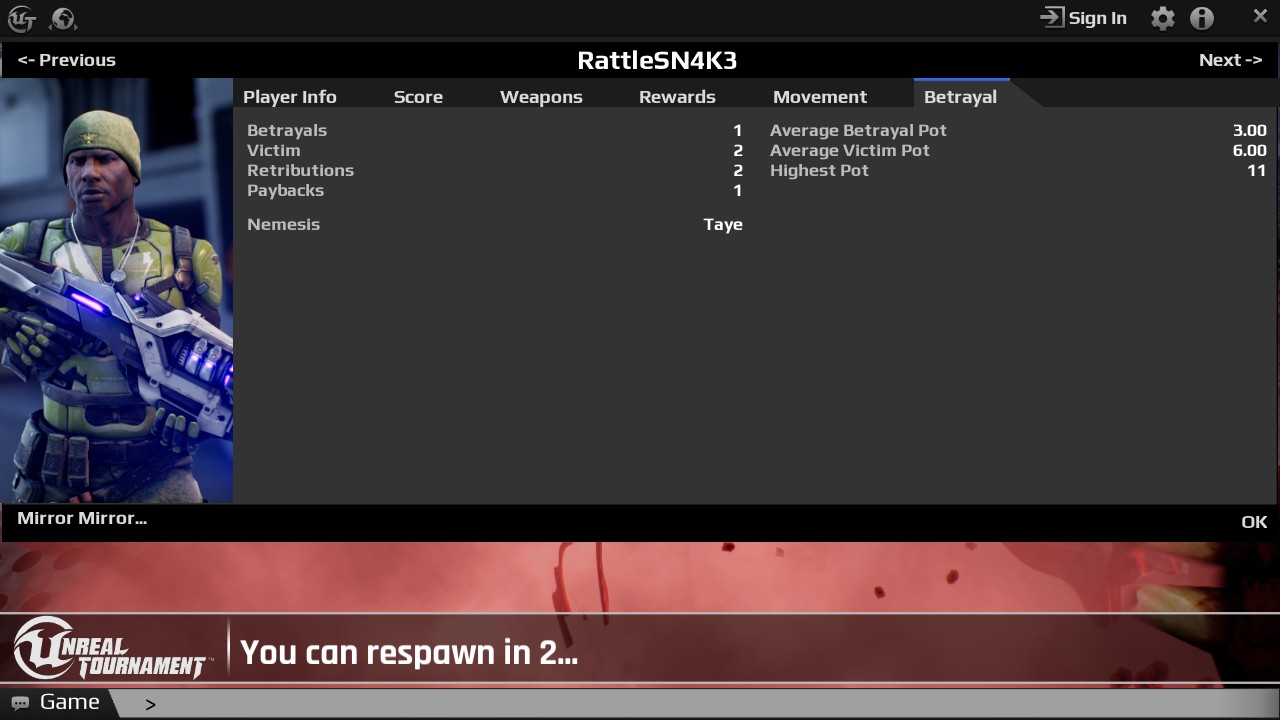 Sign In
<- Previous RattleSN4K3 Next ->
Player Info Score Weapons Rewards Movement Betrayal
Betrayals 1 Average Betrayal Pot 3.00
Victim 2 Average Victim Pot 6.00
Retributions 2 Highest Pot 11
Paybacks 1
Nemesis Taye
Mirror Mirror...
OK
UNREAL
TOURNAMENT™
You can respawn in 2...
Game >